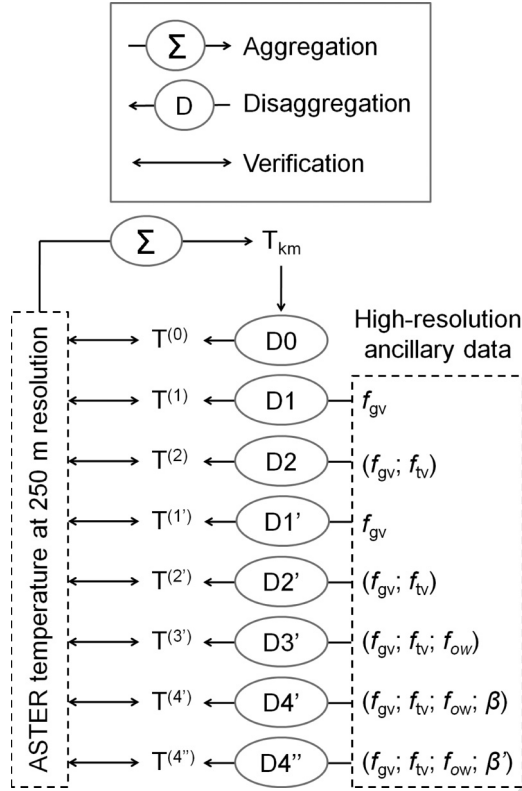 Σ Aggregation
D Disaggregation
Verification
Σ T_km
High-resolution
ancillary data
ASTER temperature at 250 m resolution
T^(0) D0
T^(1) D1 f_gv
T^(2) D2 (f_gv; f_tv)
T^(1') D1' f_gv
T^(2') D2' (f_gv; f_tv)
T^(3') D3' (f_gv; f_tv; f_ow)
T^(4') D4' (f_gv; f_tv; f_ow; β)
T^(4'') D4'' (f_gv; f_tv; f_ow; β')